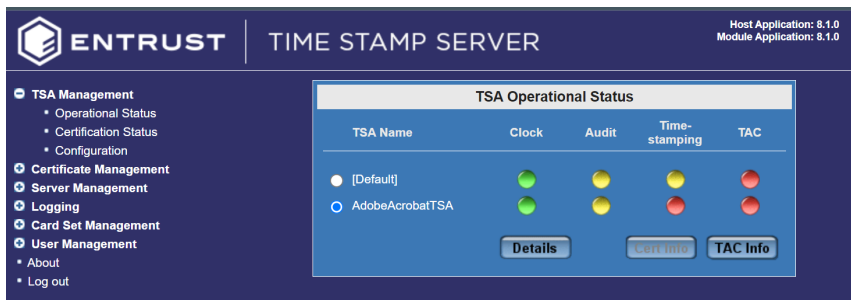 ENTRUST
TIME STAMP SERVER
Host Application: 8.1.0
Module Application: 8.1.0
TSA Management
Operational Status
Certification Status
Configuration
Certificate Management
Server Management
Logging
Card Set Management
User Management
About
Log out
TSA Operational Status
TSA Name Clock Audit Time-stamping TAC
[Default]
AdobeAcrobatTSA
Details Cert Info TAC Info